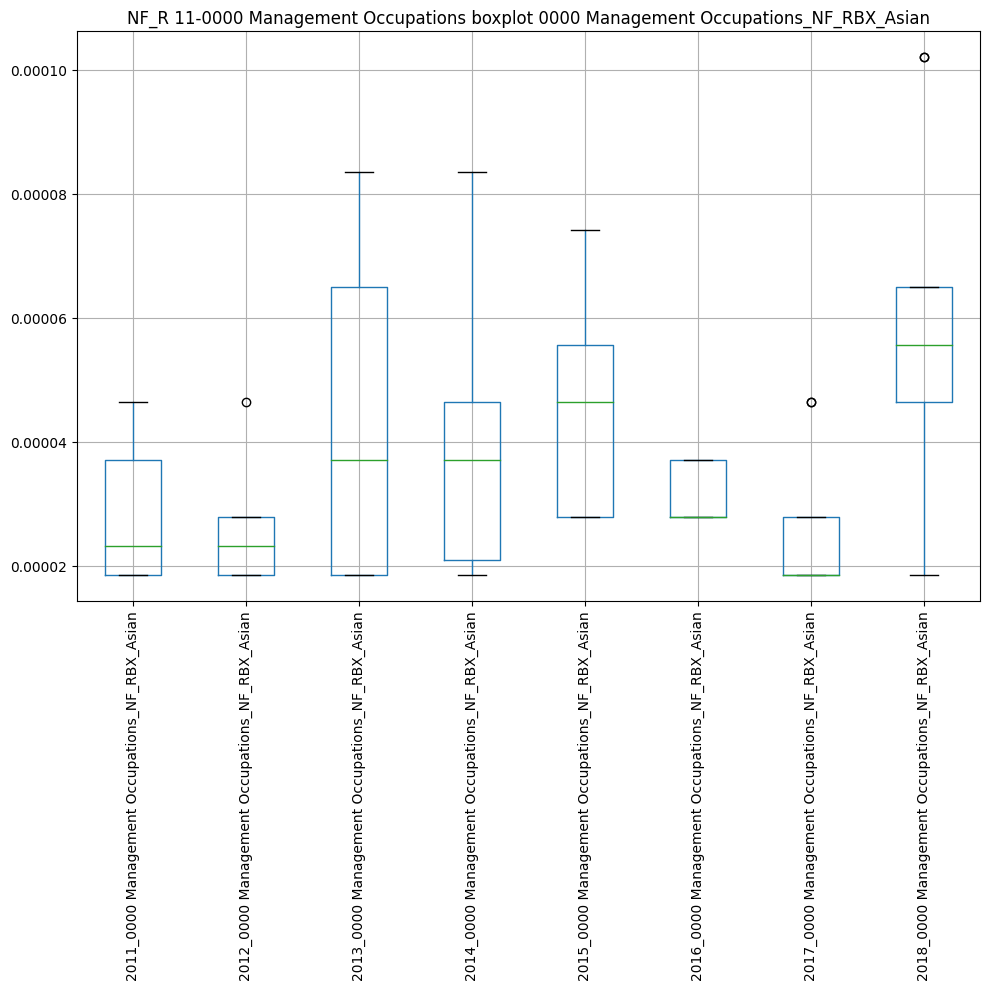 NF_R 11-0000 Management Occupations boxplot 0000 Management Occupations_NF_RBX_Asian
0.00010
0.00008
0.00006
0.00004
0.00002
2011_0000 Management Occupations_NF_RBX_Asian
2012_0000 Management Occupations_NF_RBX_Asian
2013_0000 Management Occupations_NF_RBX_Asian
2014_0000 Management Occupations_NF_RBX_Asian
2015_0000 Management Occupations_NF_RBX_Asian
2016_0000 Management Occupations_NF_RBX_Asian
2017_0000 Management Occupations_NF_RBX_Asian
2018_0000 Management Occupations_NF_RBX_Asian